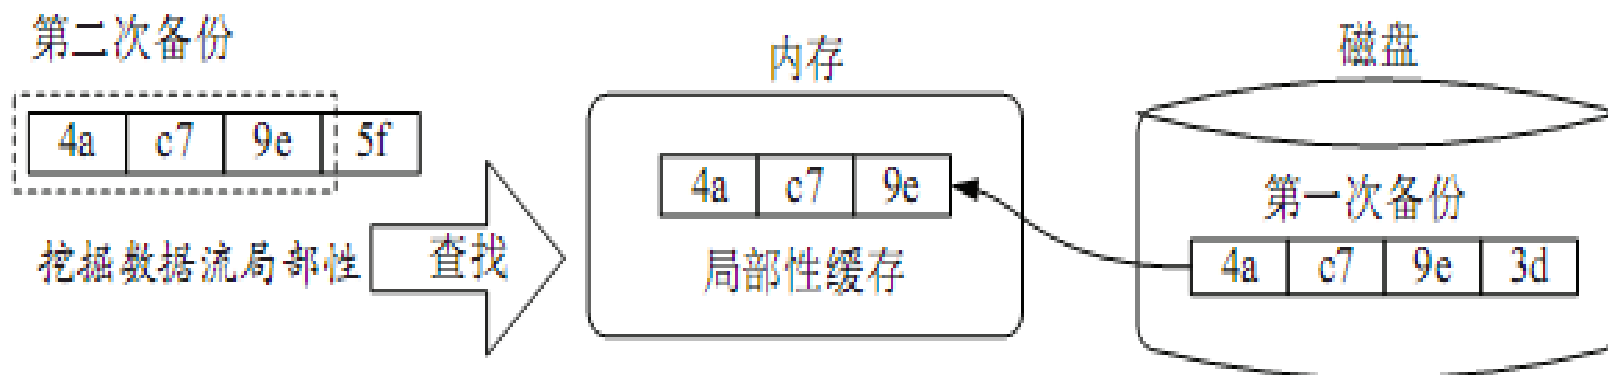 第二次备份
4a c7 9e 5f
挖掘数据流局部性
查找
内存
4a c7 9e
局部性缓存
磁盘
第一次备份
4a c7 9e 3d